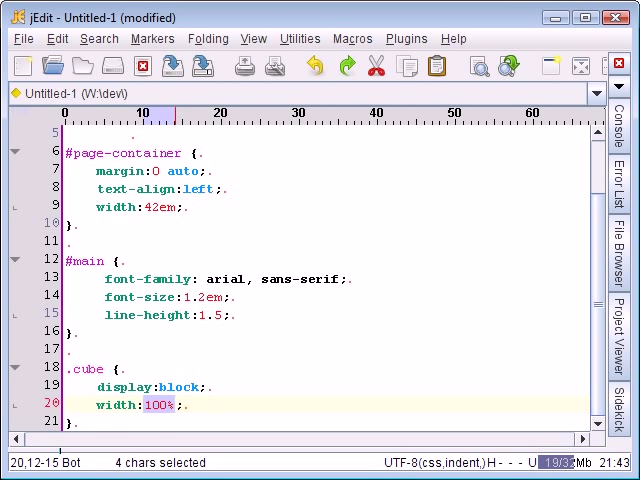 jEdit - Untitled-1 (modified)
File Edit Search Markers Folding View Utilities Macros Plugins Help
Untitled-1 (W:\dev\)
0 10 20 30 40 50 60
5 .
6 #page-container {.
7 margin:0 auto;.
8 text-align:left;.
9 width:42em;.
10 }.
11 .
12 #main {.
13 font-family: arial, sans-serif;.
14 font-size:1.2em;.
15 line-height:1.5;.
16 }.
17 .
18 .cube {.
19 display:block;.
20 width:100%;.
21 }.
Console
Error List
File Browser
Project Viewer
Sidekick
20,12-15 Bot 4 chars selected UTF-8(css,indent,)H - - - U 19/32Mb 21:43